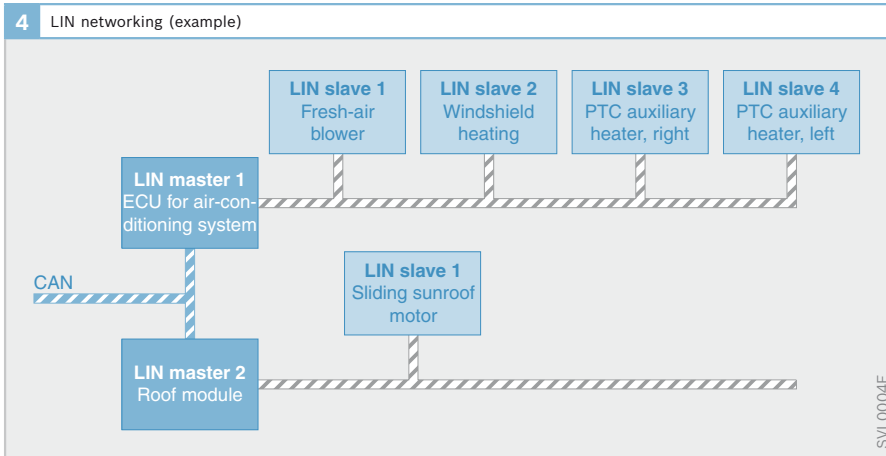 4 LIN networking (example)
LIN slave 1
Fresh-air
blower
LIN slave 2
Windshield
heating
LIN slave 3
PTC auxiliary
heater, right
LIN slave 4
PTC auxiliary
heater, left
LIN master 1
ECU for air-con-
ditioning system
CAN
LIN slave 1
Sliding sunroof
motor
LIN master 2
Roof module
SVL0004E